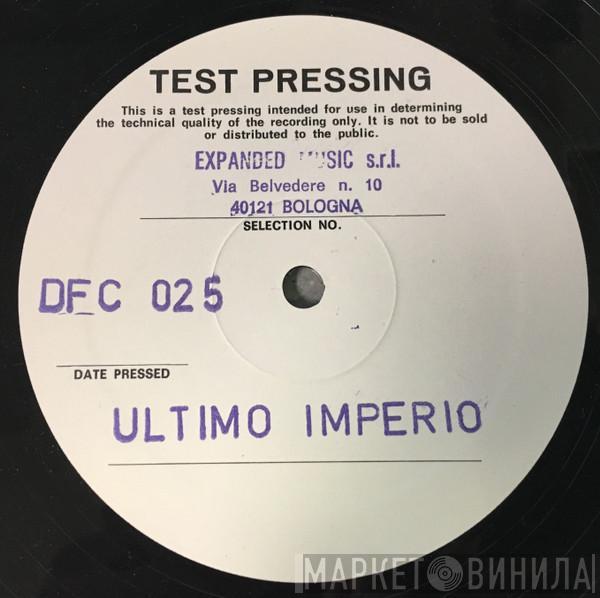 TEST PRESSING
This is a test pressing intended for use in determining
the technical quality of the recording only. It is not to be sold
or distributed to the public.
EXPANDED MUSIC s.r.l.
Via Belvedere n. 10
40121 BOLOGNA
SELECTION NO.
DFC 025
DATE PRESSED
ULTIMO IMPERIO
МАРКЕТ ВИНИЛА